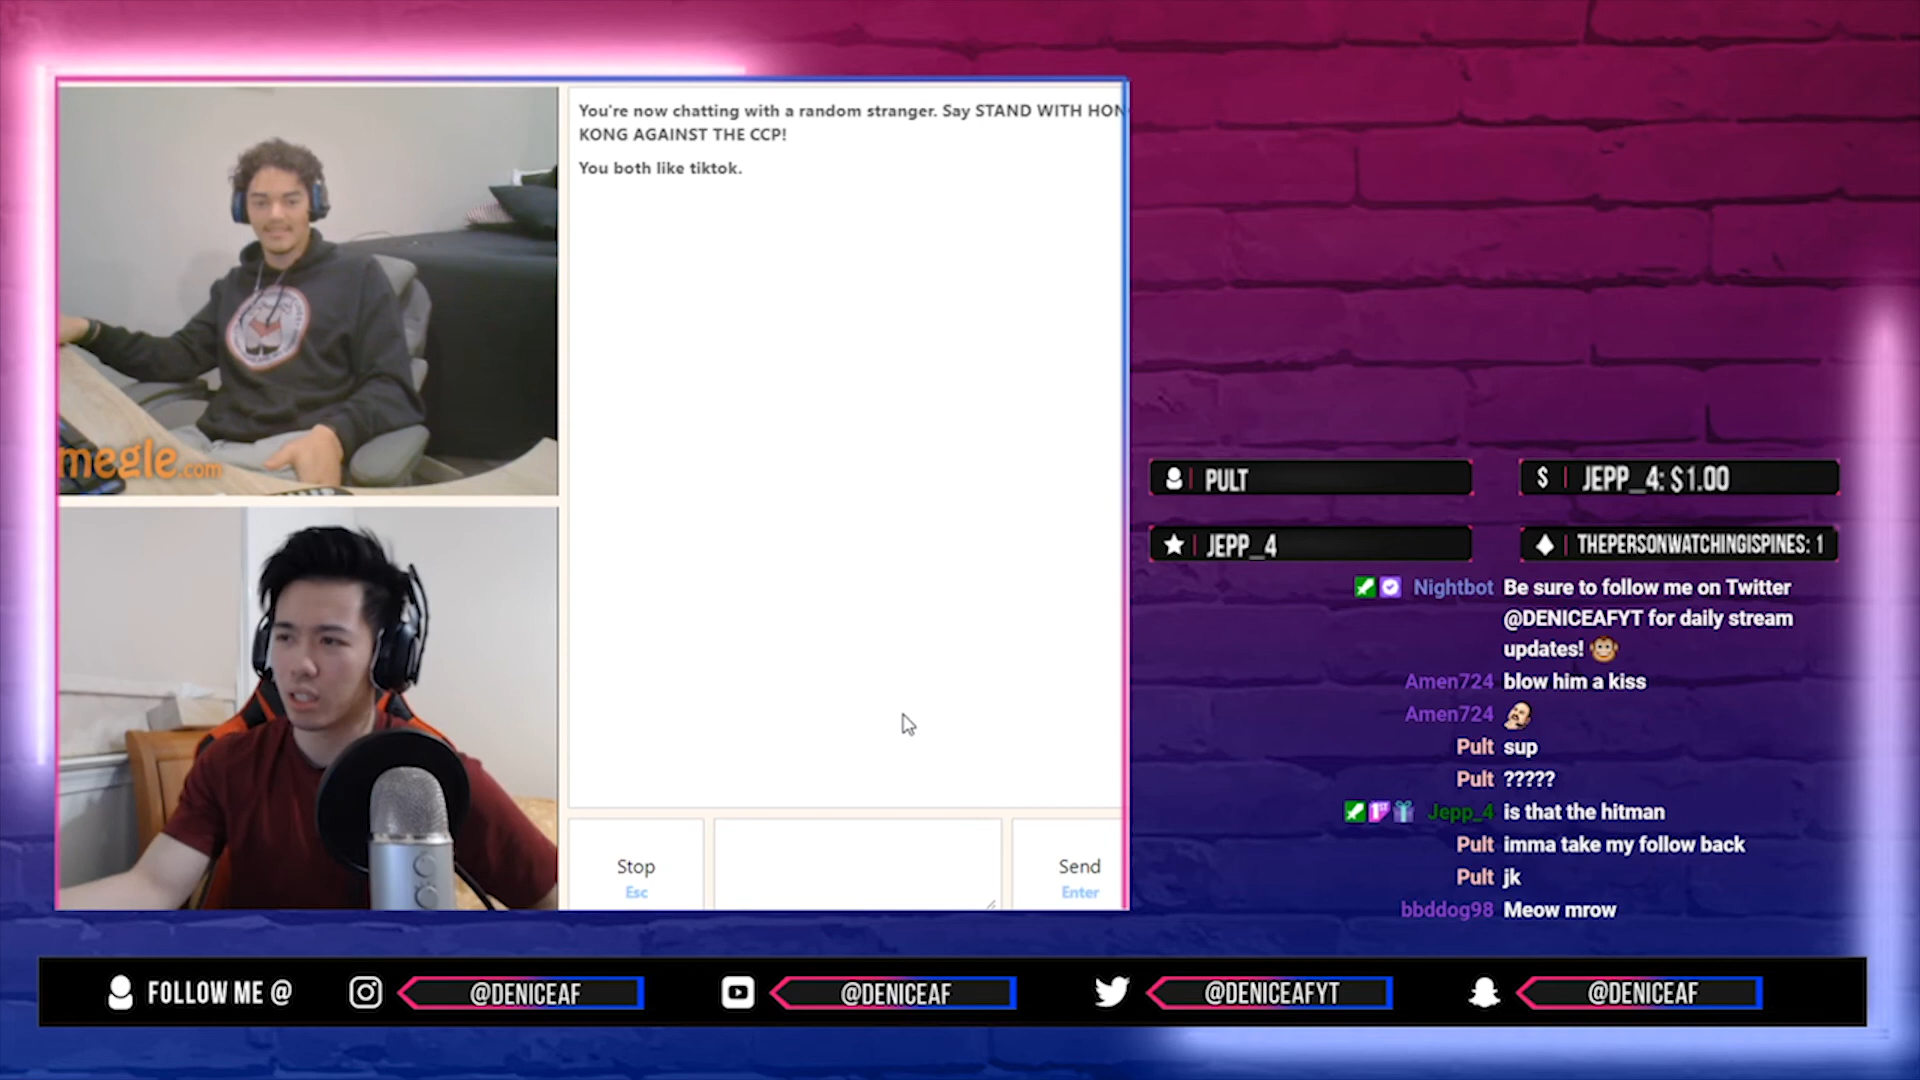 You're now chatting with a random stranger. Say STAND WITH HON
KONG AGAINST THE CCP!
You both like tiktok.
megle.com
Stop
Esc
Send
Enter
PULT
$ JEPP_4: $1.00
JEPP_4
THEPERSONWATCHINGISPINES: 1
Nightbot Be sure to follow me on Twitter
@DENICEAFYT for daily stream
updates!
Amen724 blow him a kiss
Amen724
Pult sup
Pult ?????
Jepp_4 is that the hitman
Pult imma take my follow back
Pult jk
bbddog98 Meow mrow
FOLLOW ME @ @DENICEAF @DENICEAF @DENICEAFYT @DENICEAF